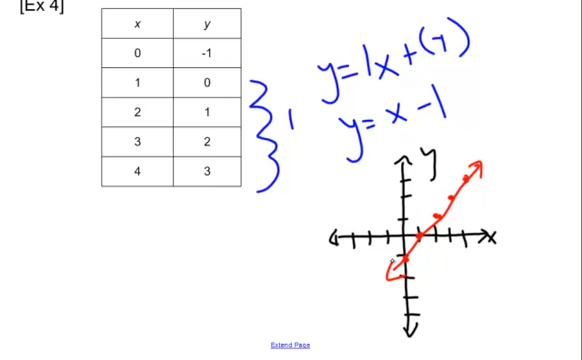 [Ex 4]
x y
0 -1
1 0
2 1
3 2
4 3
1
y=1x+(-1)
y=x-1
y
x
Extend Page